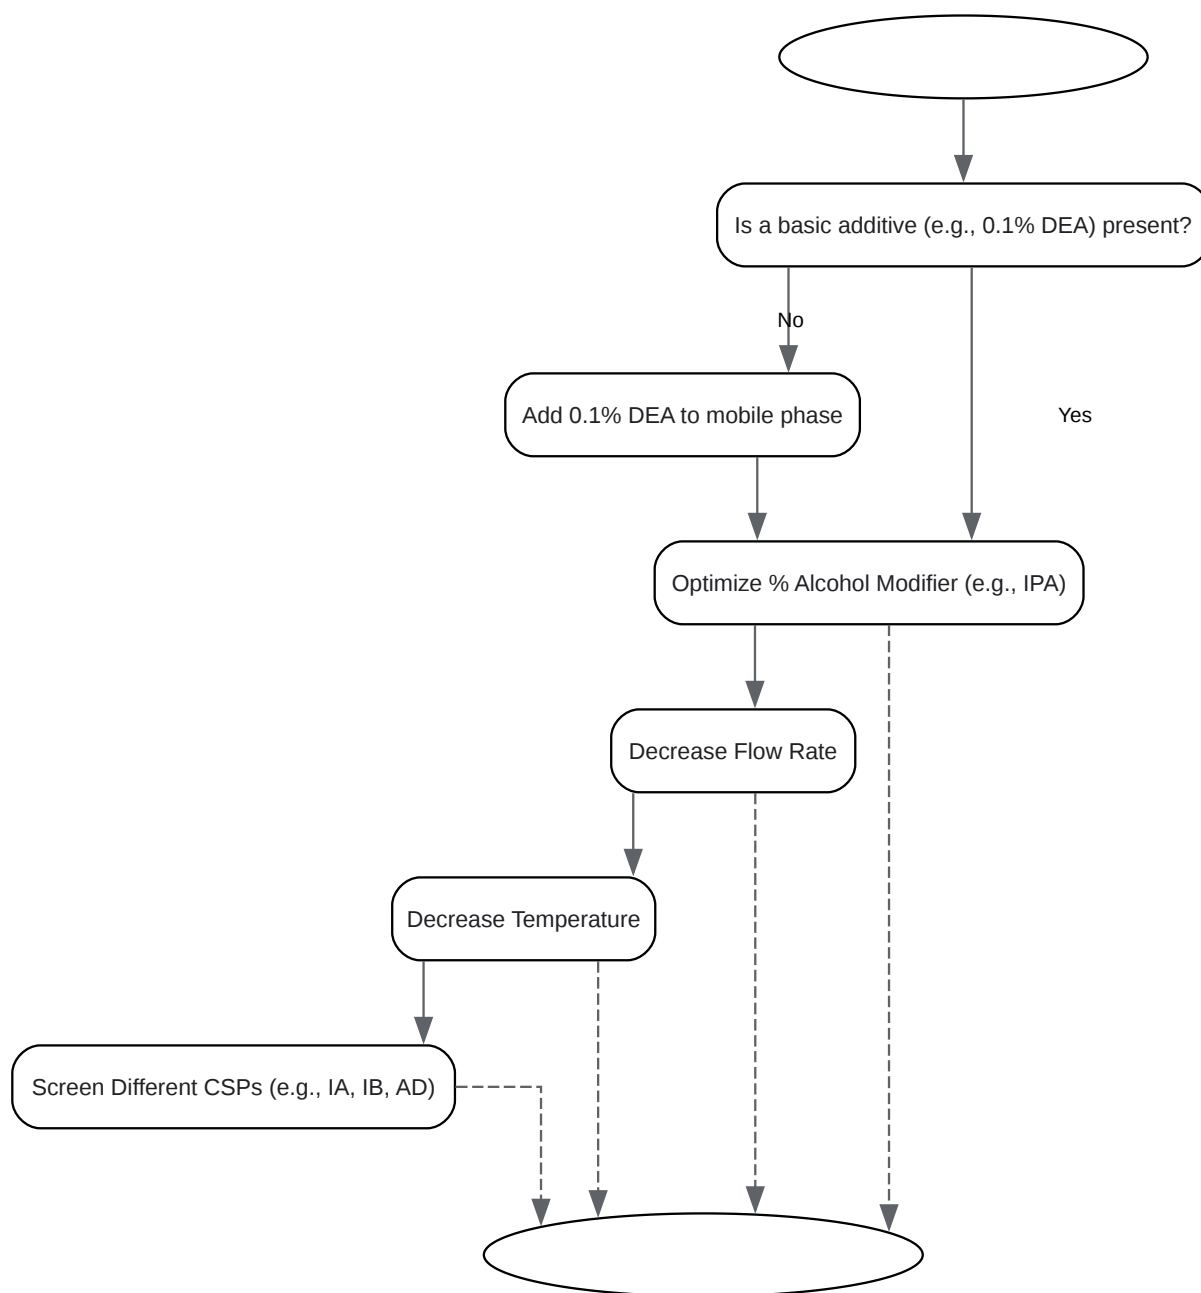 Is a basic additive (e.g., 0.1% DEA) present?
No
Add 0.1% DEA to mobile phase
Yes
Optimize % Alcohol Modifier (e.g., IPA)
Decrease Flow Rate
Decrease Temperature
Screen Different CSPs (e.g., IA, IB, AD)